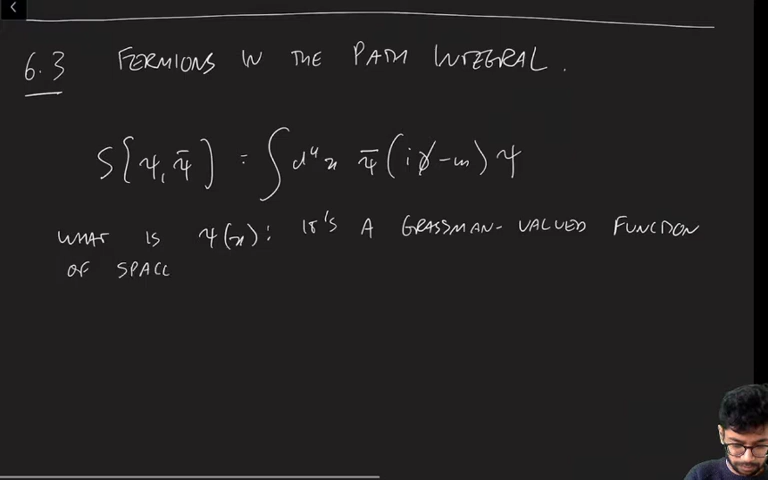 6.3 FERMIONS IN THE PATH INTEGRAL.
S[ψ, ψ̄] = ∫d⁴x ψ̄(i∂̸-m)ψ
WHAT IS ψ(x): IT'S A GRASSMAN-VALUED FUNCTION
OF SPACE